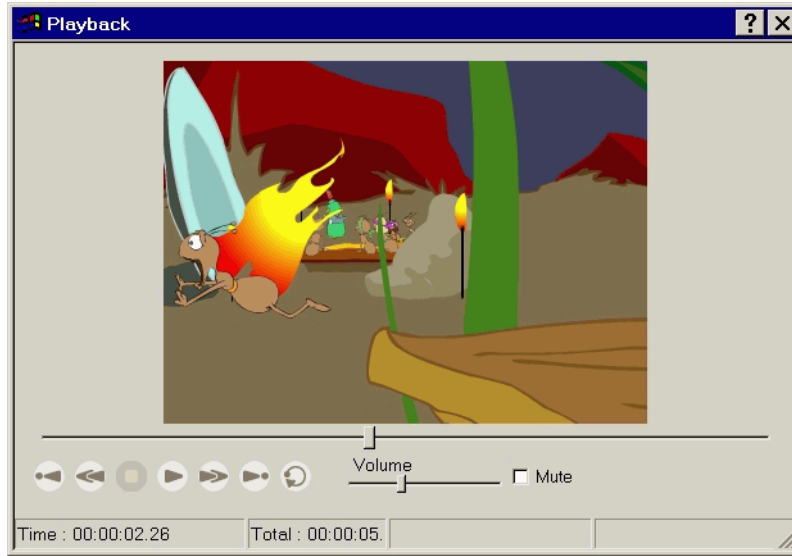 Playback
Volume
Mute
Time : 00:00:02.26
Total : 00:00:05.